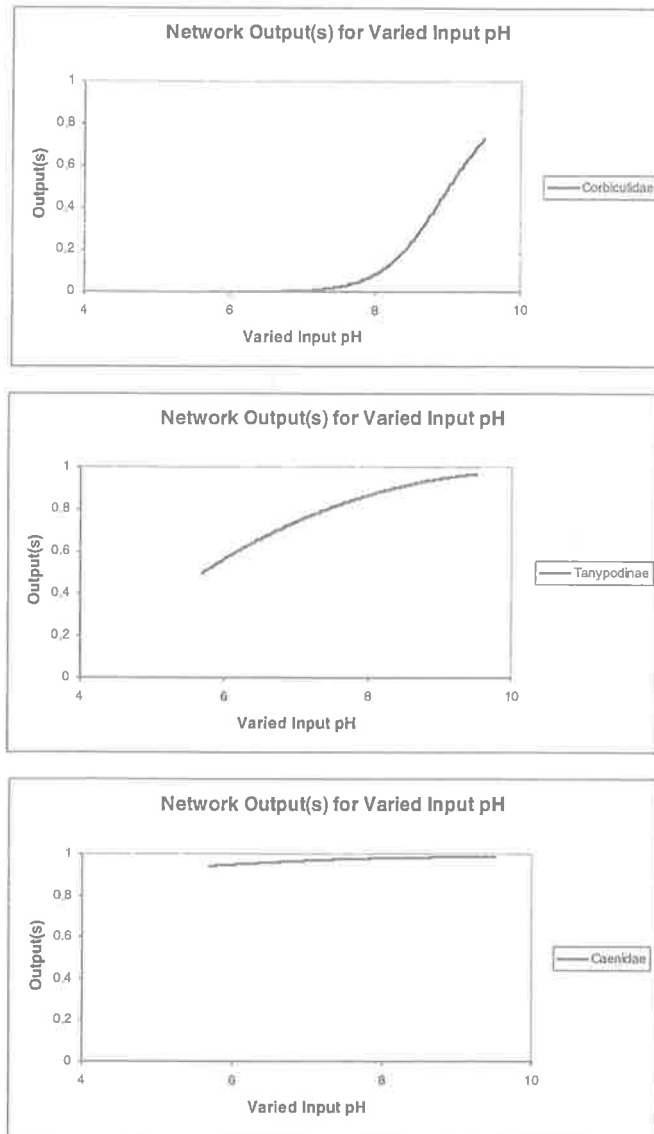 Network Output(s) for Varied Input pH
1
0,8
0,6
0,4
0,2
0
Output(s)
4 6 8 10
Varied Input pH
Corbiculidae
Network Output(s) for Varied Input pH
1
0,8
0,6
0,4
0,2
0
Output(s)
4 6 8 10
Varied Input pH
Tanypodinae
Network Output(s) for Varied Input pH
1
0,8
0,6
0,4
0,2
0
Output(s)
4 6 8 10
Varied Input pH
Caenidae